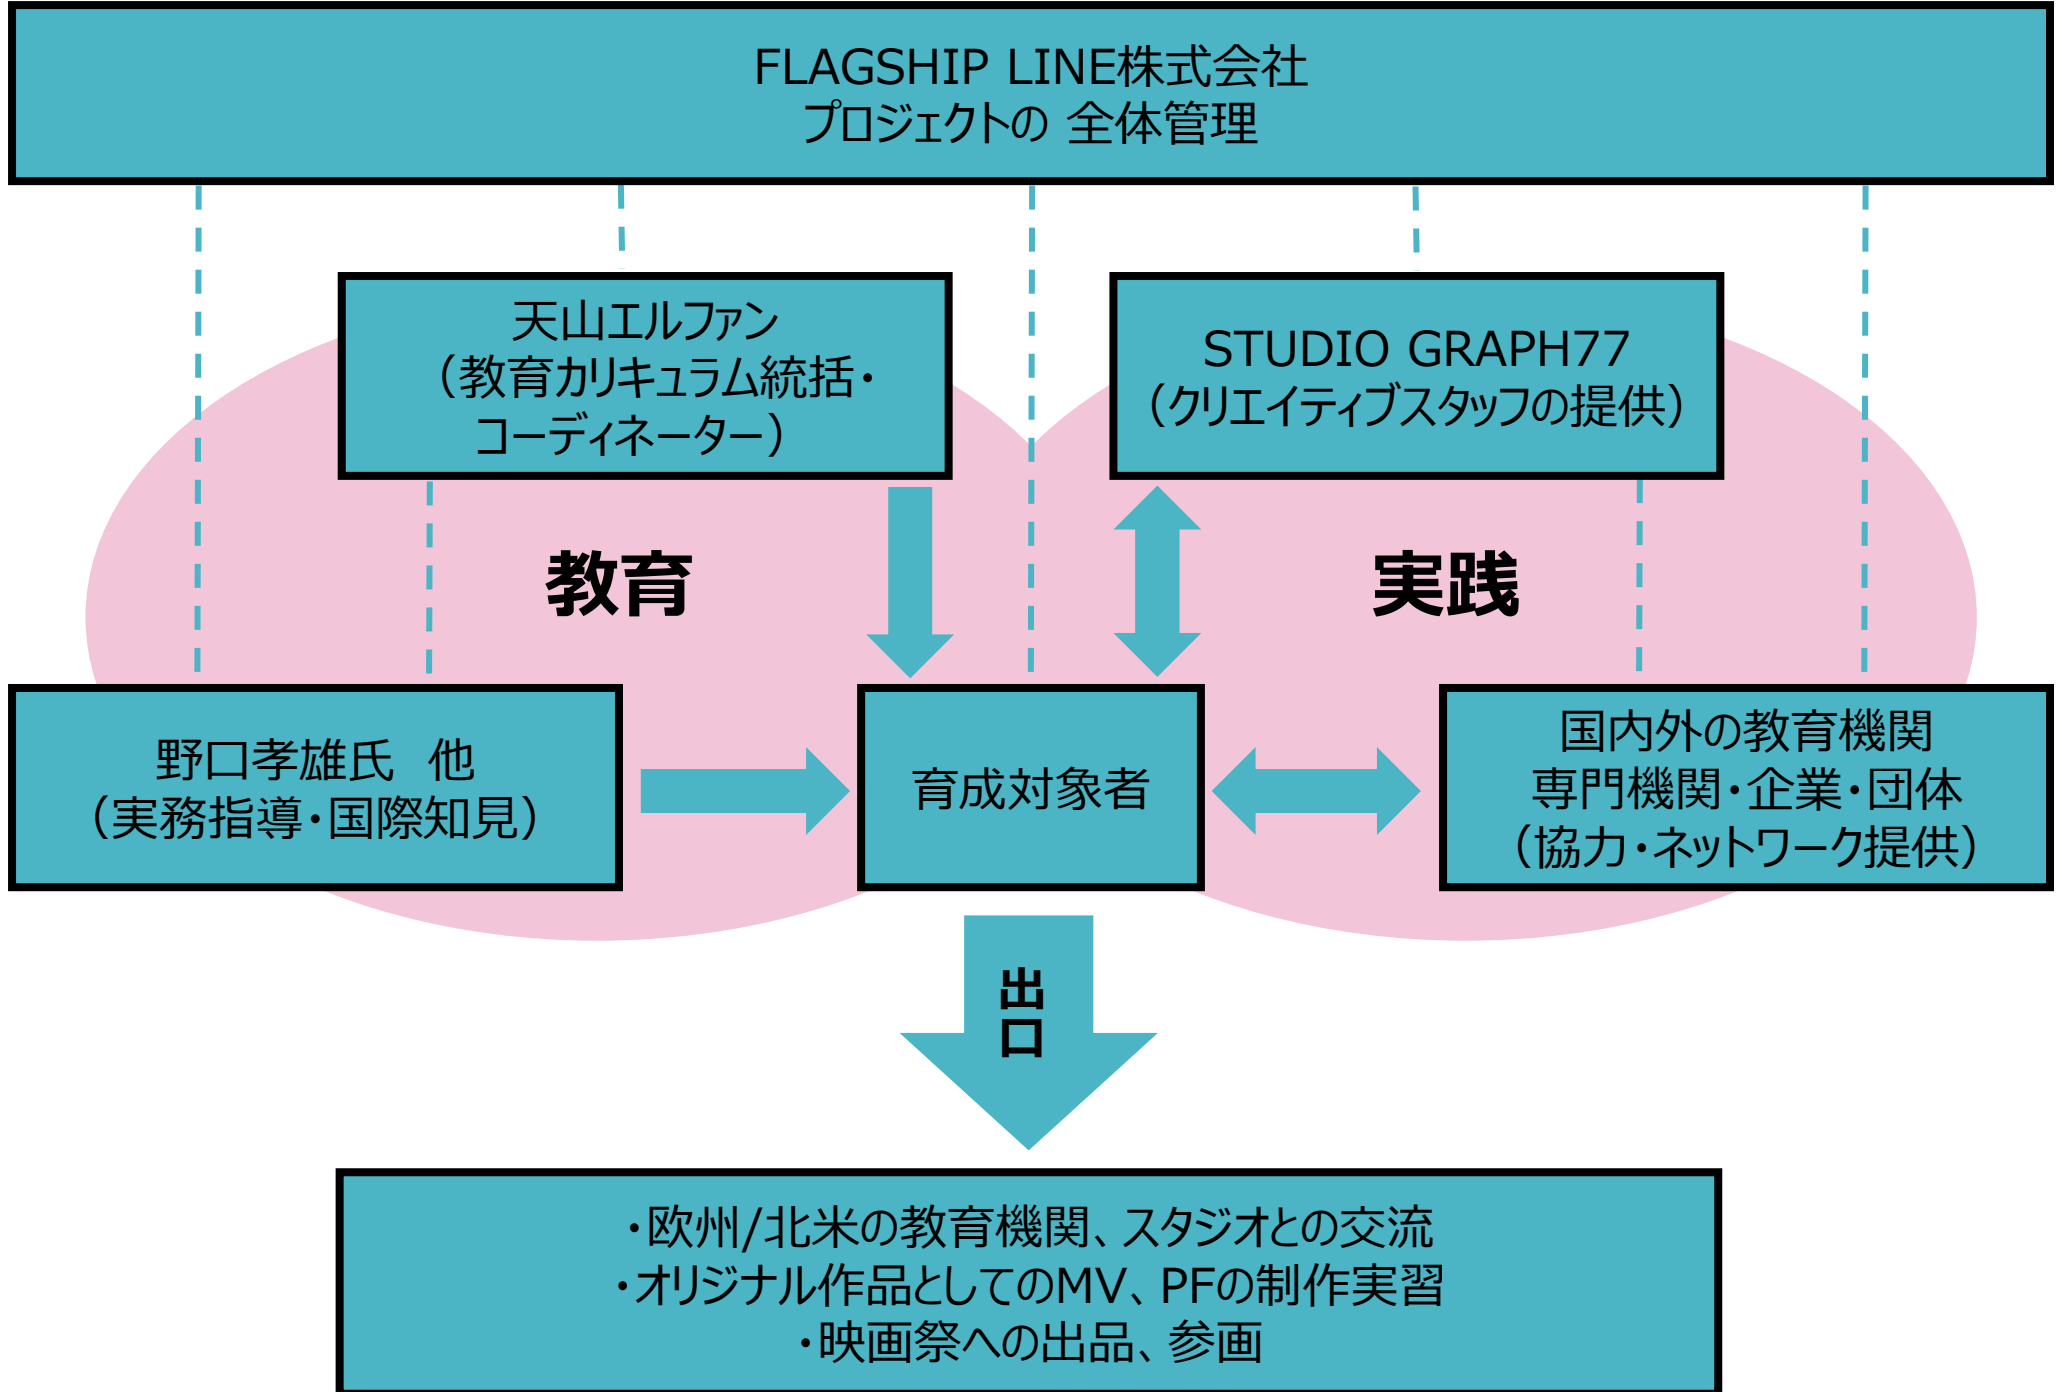 FLAGSHIP LINE株式会社
プロジェクトの 全体管理
天山エルファン
（教育カリキュラム統括・
コーディネーター）
STUDIO GRAPH77
（クリエイティブスタッフの提供）
教育
実践
野口孝雄氏　他
（実務指導・国際知見）
育成対象者
国内外の教育機関
専門機関・企業・団体
（協力・ネットワーク提供）
出口
・欧州/北米の教育機関、スタジオとの交流
・オリジナル作品としてのMV、PFの制作実習
・映画祭への出品、参画